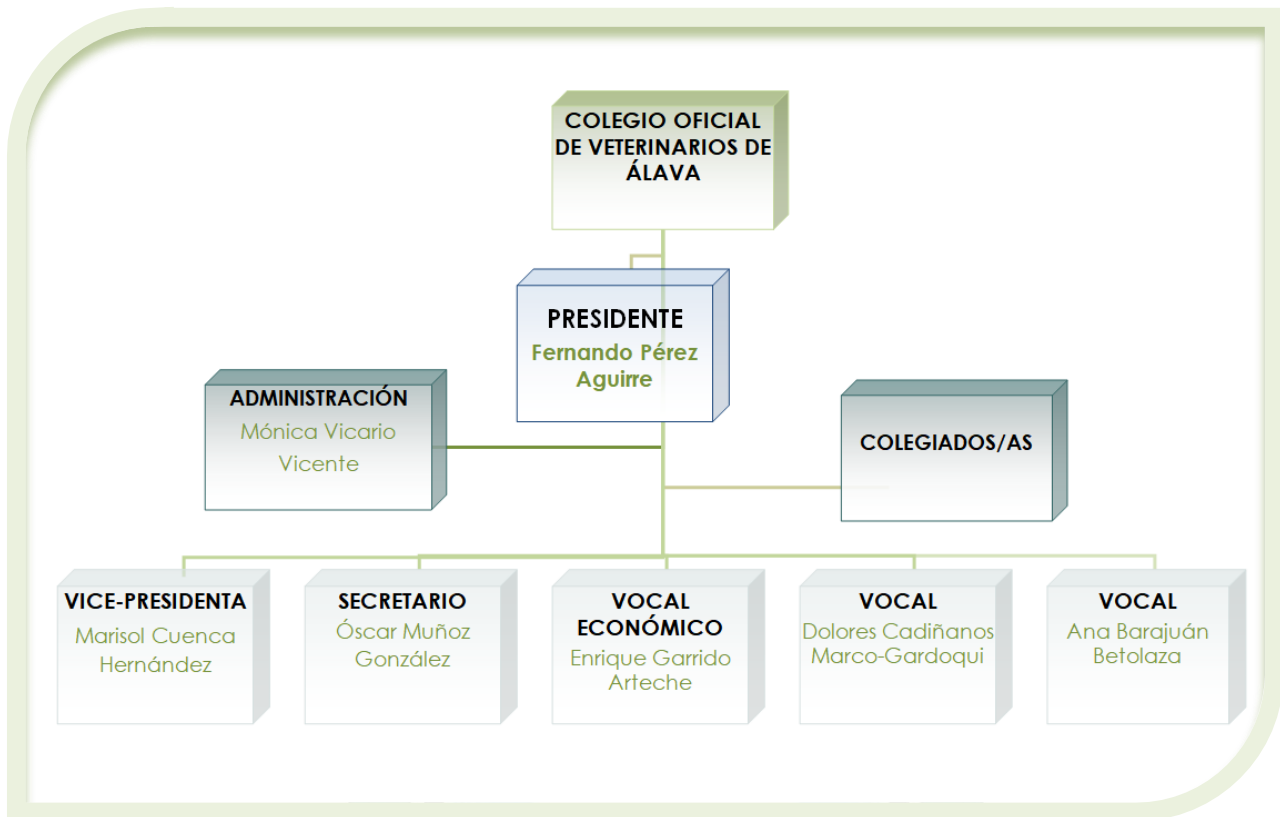 COLEGIO OFICIAL
DE VETERINARIOS DE
ÁLAVA
PRESIDENTE
Fernando Pérez
Aguirre
ADMINISTRACIÓN
Mónica Vicario
Vicente
COLEGIADOS/AS
VICE-PRESIDENTA
Marisol Cuenca
Hernández
SECRETARIO
Óscar Muñoz
González
VOCAL
ECONÓMICO
Enrique Garrido
Arteche
VOCAL
Dolores Cadiñanos
Marco-Gardoqui
VOCAL
Ana Barajuán
Betolaza